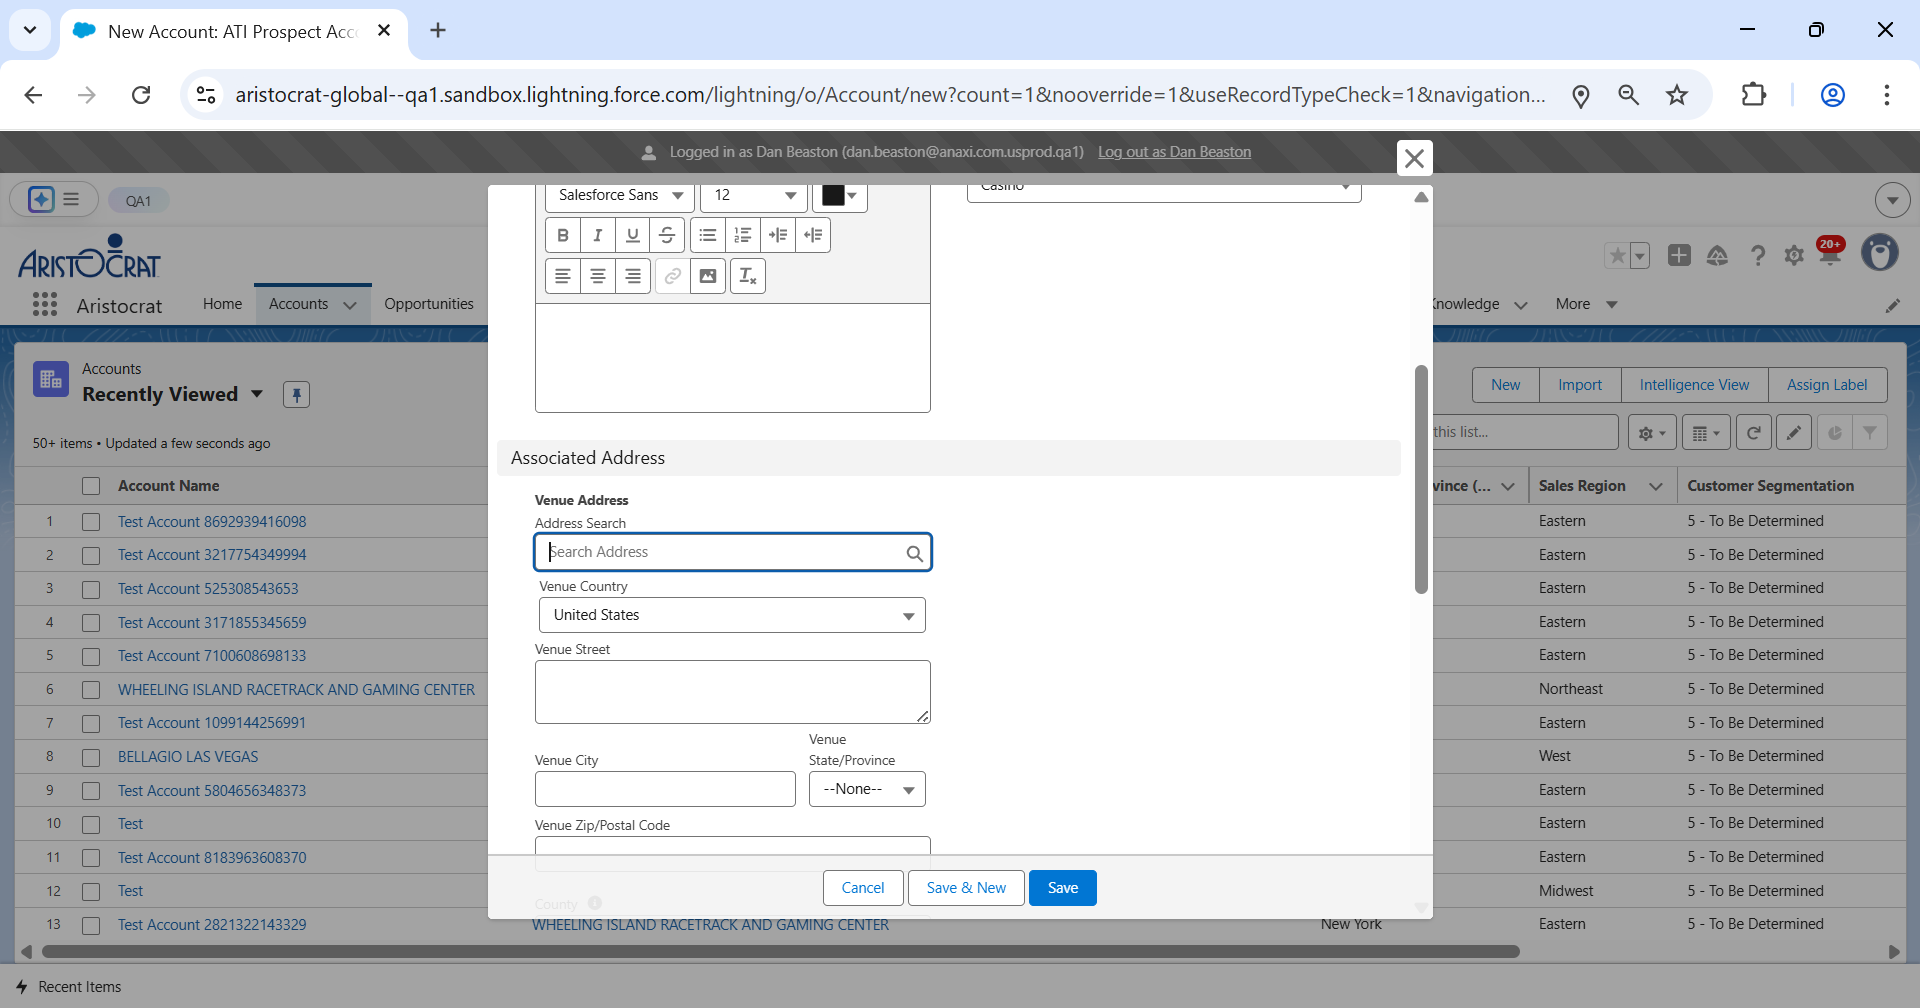 New Account: ATI Prospect Acc
aristocrat-global--qa1.sandbox.lightning.force.com/lightning/o/Account/new?count=1&nooverride=1&useRecordTypeCheck=1&navigation...
Logged in as Dan Beaston (dan.beaston@anaxi.com.usprod.qa1) Log out as Dan Beaston
QA1
Salesforce Sans 12
Casino
ARISTOCRAT
20+
Aristocrat Home Accounts Opportunities Knowledge More
Accounts
Recently Viewed
New Import Intelligence View Assign Label
50+ items • Updated a few seconds ago
this list...
Associated Address
Account Name
vince (... Sales Region Customer Segmentation
Venue Address
Address Search
Search Address
Venue Country
United States
Venue Street
Venue City
Venue State/Province
--None--
Venue Zip/Postal Code
County
Cancel Save & New Save
1 Test Account 8692939416098 Eastern 5 - To Be Determined
2 Test Account 3217754349994 Eastern 5 - To Be Determined
3 Test Account 525308543653 Eastern 5 - To Be Determined
4 Test Account 3171855345659 Eastern 5 - To Be Determined
5 Test Account 7100608698133 Eastern 5 - To Be Determined
6 WHEELING ISLAND RACETRACK AND GAMING CENTER Northeast 5 - To Be Determined
7 Test Account 1099144256991 Eastern 5 - To Be Determined
8 BELLAGIO LAS VEGAS West 5 - To Be Determined
9 Test Account 5804656348373 Eastern 5 - To Be Determined
10 Test Eastern 5 - To Be Determined
11 Test Account 8183963608370 Eastern 5 - To Be Determined
12 Test Midwest 5 - To Be Determined
13 Test Account 2821322143329 WHEELING ISLAND RACETRACK AND GAMING CENTER New York Eastern 5 - To Be Determined
Recent Items